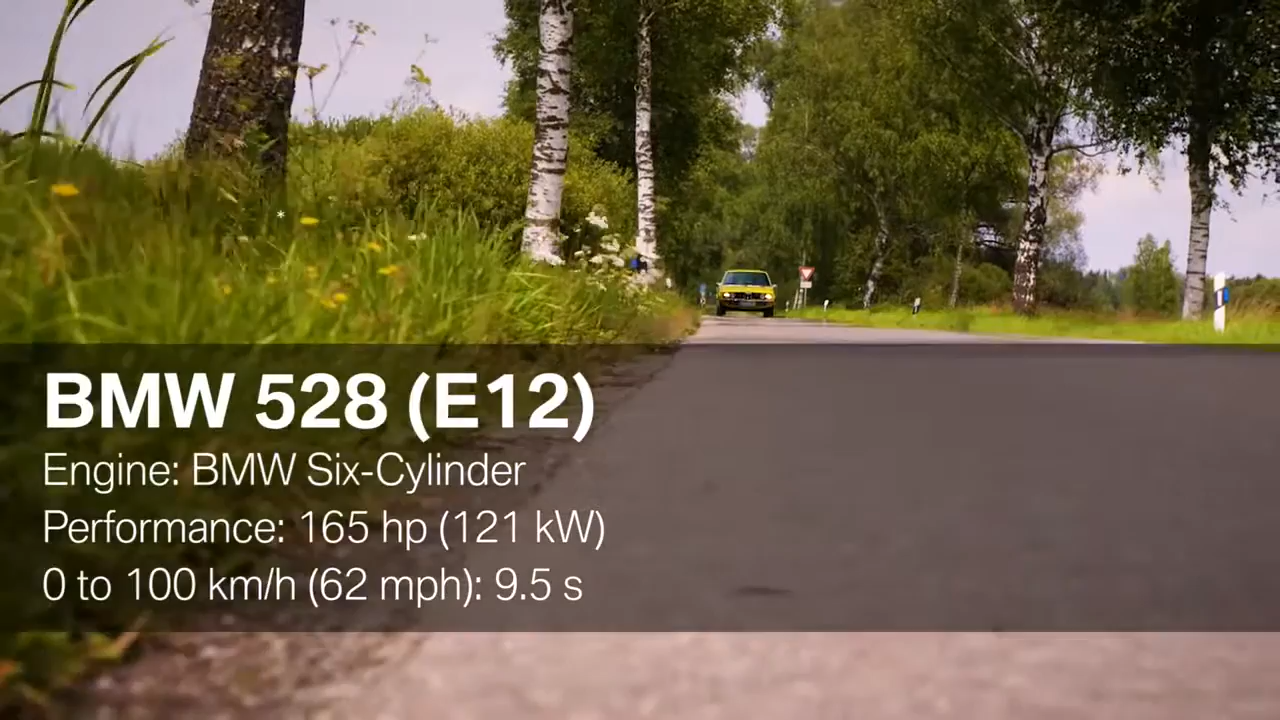 BMW 528 (E12)
Engine: BMW Six-Cylinder
Performance: 165 hp (121 kW)
0 to 100 km/h (62 mph): 9.5 s